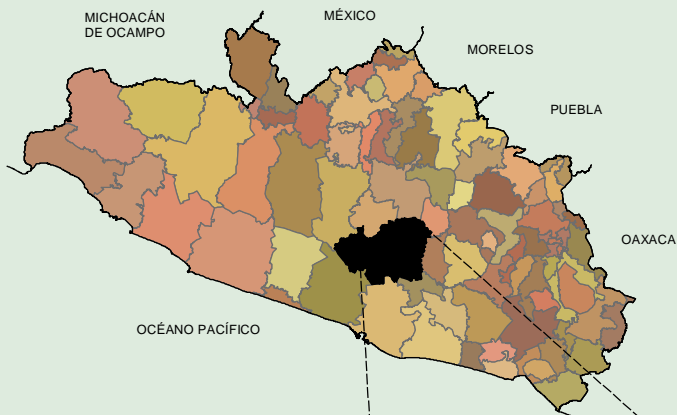 MICHOACÁN
DE OCAMPO
MÉXICO
MORELOS
PUEBLA
OAXACA
OCÉANO PACÍFICO